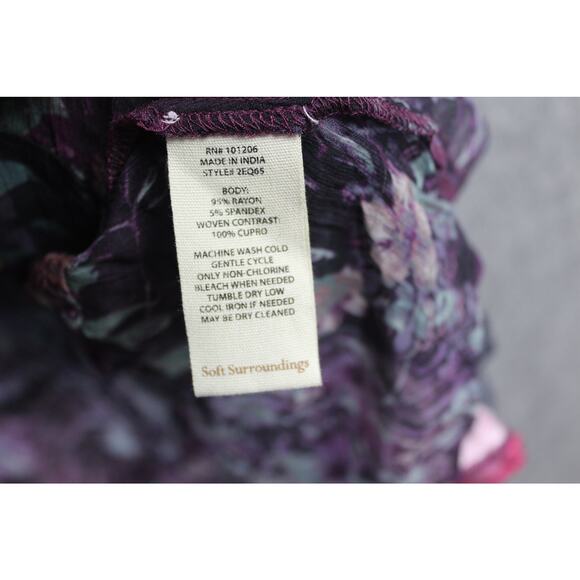 RN# 101206
MADE IN INDIA
STYLE# 2EQ65
BODY:
95% RAYON
5% SPANDEX
WOVEN CONTRAST:
100% CUPRO
MACHINE WASH COLD
GENTLE CYCLE
ONLY NON-CHLORINE
BLEACH WHEN NEEDED
TUMBLE DRY LOW
COOL IRON IF NEEDED
MAY BE DRY CLEANED
Soft Surroundings